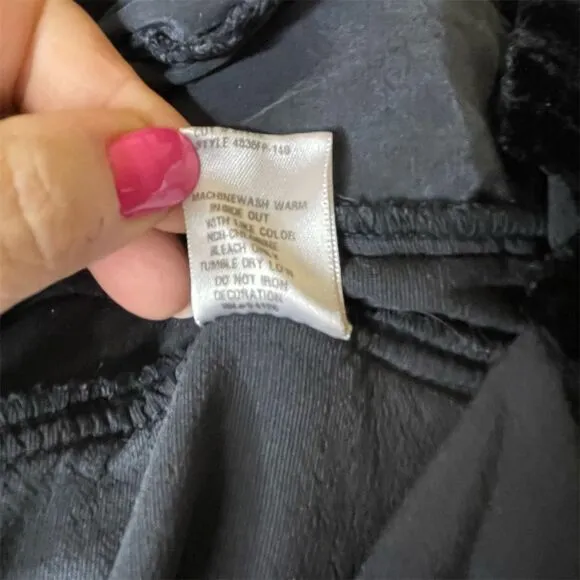 STYLE 4836FP-149
MACHINE WASH WARM
INSIDE OUT
WITH LIKE COLOR
NON-CHLORINE
BLEACH ONLY
TUMBLE DRY LOW
DO NOT IRON
DECORATION